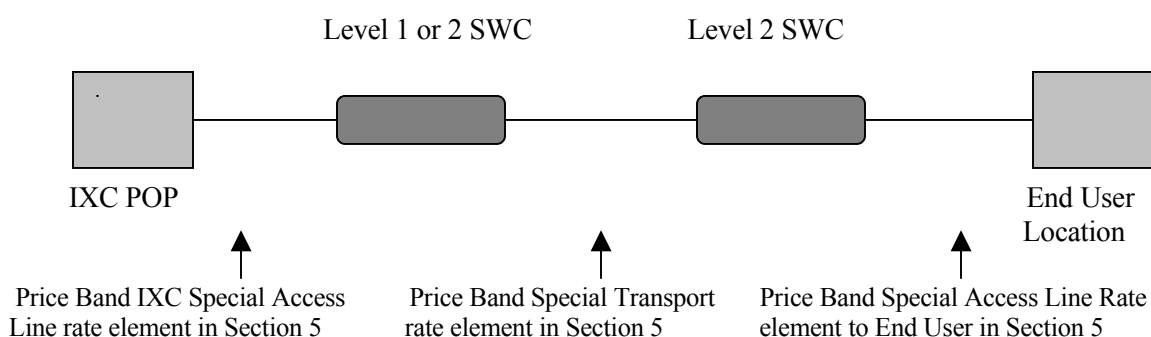 Level 1 or 2 SWC
Level 2 SWC
IXC POP
End User
Location
Price Band IXC Special Access
Line rate element in Section 5
Price Band Special Transport
rate element in Section 5
Price Band Special Access Line Rate
element to End User in Section 5